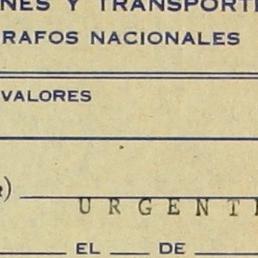 NES Y TRANSPORT
RAFOS NACIONALES
VALORES
URGENT
EL DE